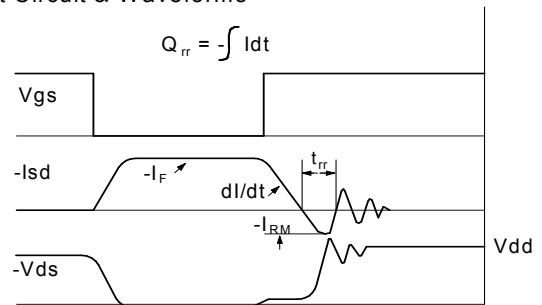 t Circuit & Waveforms
Q rr = -∫ Idt
Vgs
-Isd
-I F
dI/dt
t rr
-I RM
Vdd
-Vds